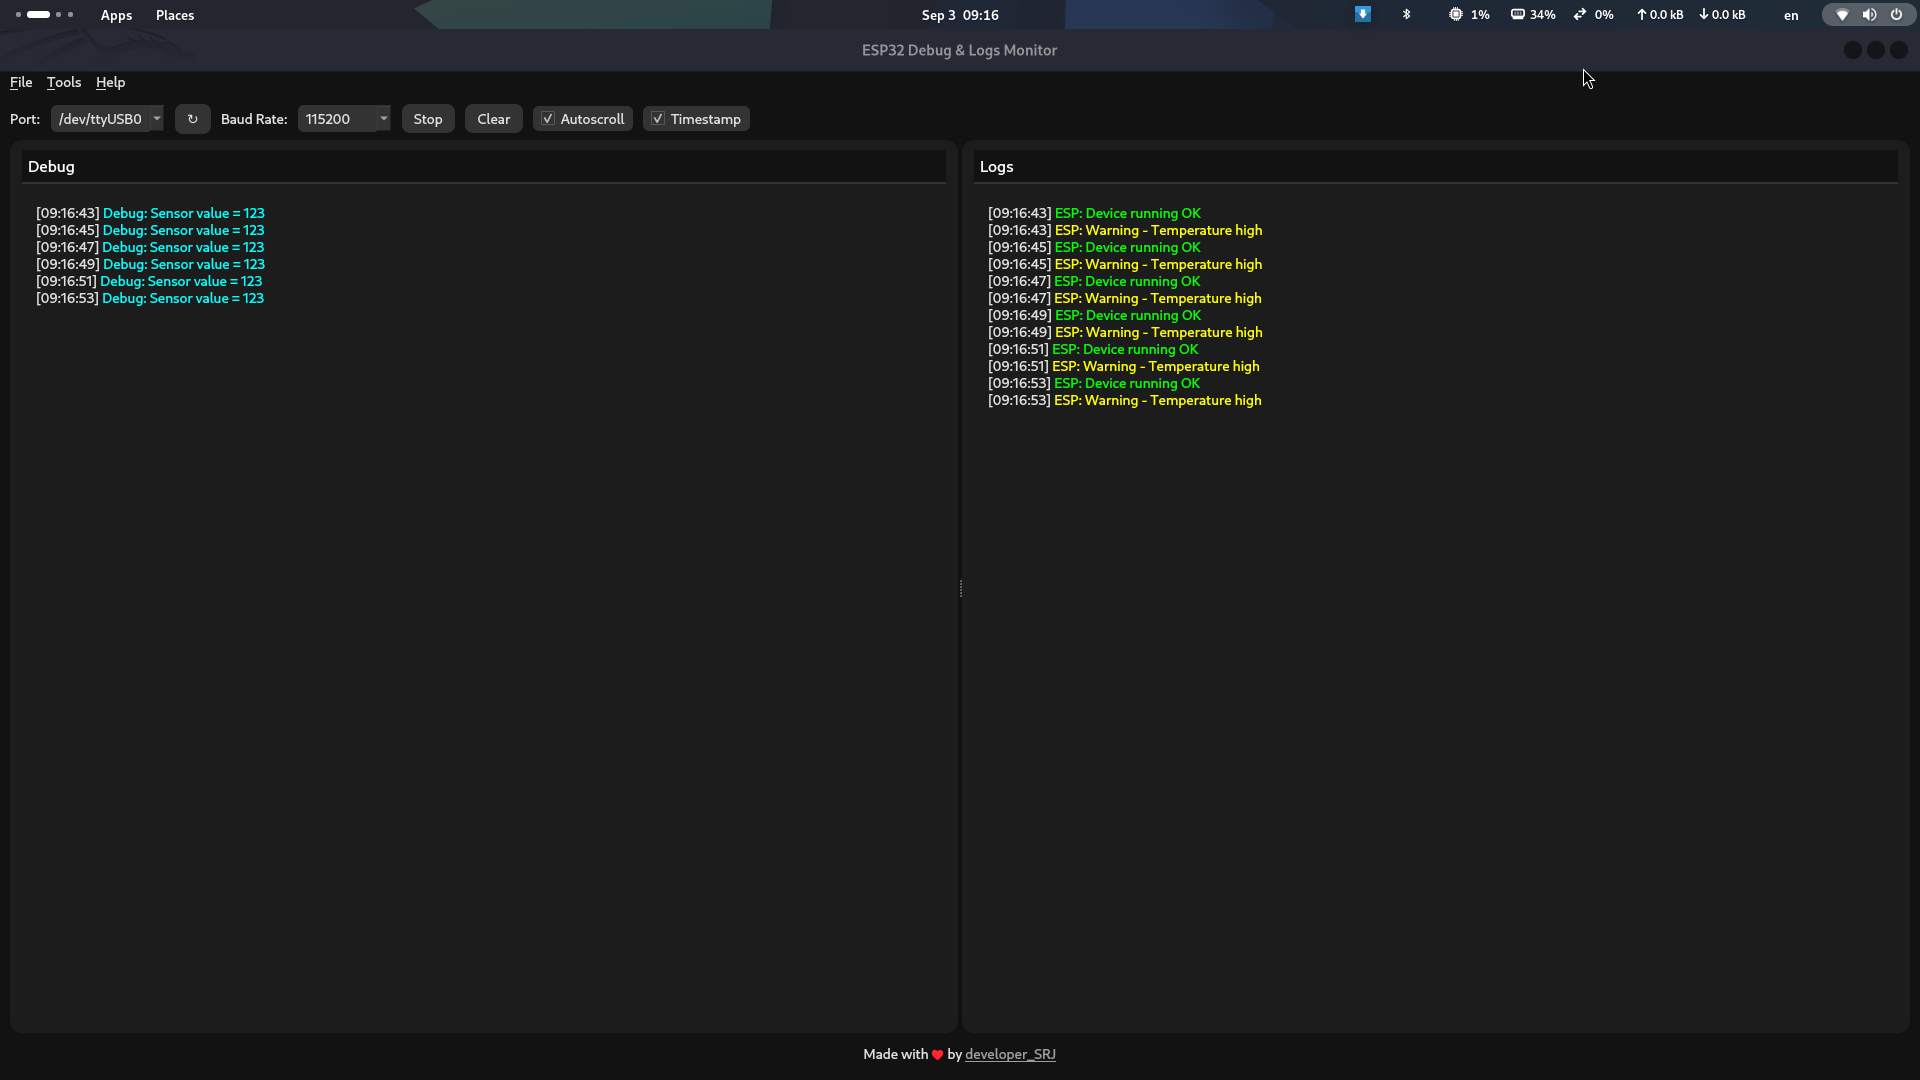 Apps Places Sep 3 09:16 1% 34% 0% ↑0.0 kB ↓0.0 kB en
ESP32 Debug & Logs Monitor
File Tools Help
Port: /dev/ttyUSB0 ↻ Baud Rate: 115200 Stop Clear Autoscroll Timestamp
Debug
[09:16:43] Debug: Sensor value = 123
[09:16:45] Debug: Sensor value = 123
[09:16:47] Debug: Sensor value = 123
[09:16:49] Debug: Sensor value = 123
[09:16:51] Debug: Sensor value = 123
[09:16:53] Debug: Sensor value = 123
Logs
[09:16:43] ESP: Device running OK
[09:16:43] ESP: Warning - Temperature high
[09:16:45] ESP: Device running OK
[09:16:45] ESP: Warning - Temperature high
[09:16:47] ESP: Device running OK
[09:16:47] ESP: Warning - Temperature high
[09:16:49] ESP: Device running OK
[09:16:49] ESP: Warning - Temperature high
[09:16:51] ESP: Device running OK
[09:16:51] ESP: Warning - Temperature high
[09:16:53] ESP: Device running OK
[09:16:53] ESP: Warning - Temperature high
Made with ❤ by developer_SRJ